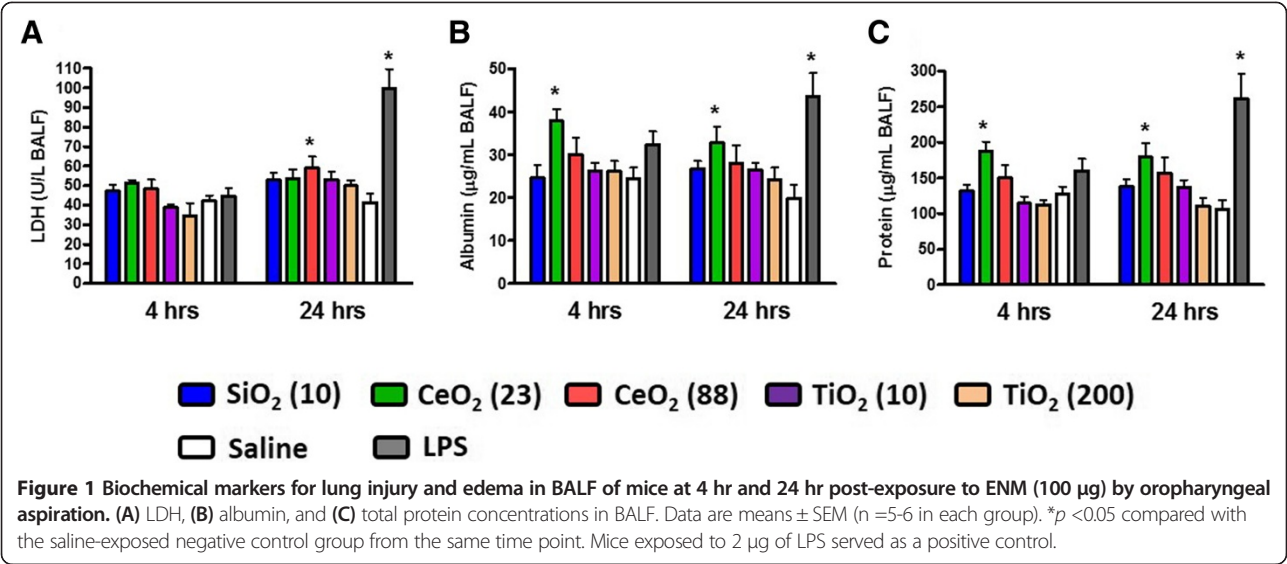 A
B
C
*
*
LDH (U/L BALF)
110
100
90
80
70
60
50
40
30
20
10
0
4 hrs
24 hrs
*
*
*
Albumin (µg/mL BALF)
50
40
30
20
10
0
4 hrs
24 hrs
*
*
*
Protein (µg/mL BALF)
300
250
200
150
100
50
0
4 hrs
24 hrs
SiO₂ (10) CeO₂ (23) CeO₂ (88) TiO₂ (10) TiO₂ (200)
Saline LPS
Figure 1 Biochemical markers for lung injury and edema in BALF of mice at 4 hr and 24 hr post-exposure to ENM (100 µg) by oropharyngeal
aspiration. (A) LDH, (B) albumin, and (C) total protein concentrations in BALF. Data are means ± SEM (n =5-6 in each group). *p <0.05 compared with
the saline-exposed negative control group from the same time point. Mice exposed to 2 µg of LPS served as a positive control.